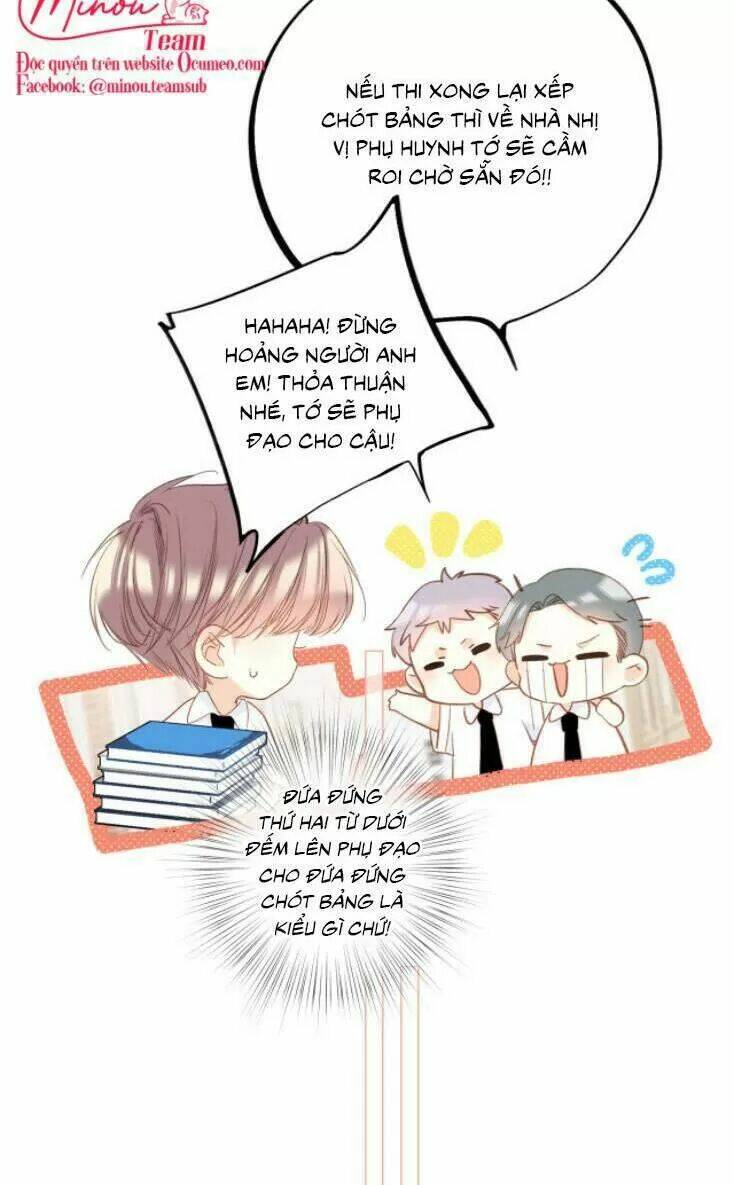 Minou
Team
Độc quyền trên website Ocumeo.com
Facebook: @minou.teamsub
NẾU THI XONG LẠI XẾP
CHÓT BẢNG THÌ VỀ NHÀ NHỊ
VỊ PHỤ HUYNH TỚ SẼ CẦM
ROI CHỜ SẴN ĐÓ!!
HAHAHA! ĐỪNG
HOẢNG NGƯỜI ANH
EM! THỎA THUẬN
NHÉ, TỚ SẼ PHỤ
ĐẠO CHO CẬU!
ĐỨA ĐỨNG
THỨ HAI TỪ DƯỚI
ĐẾM LÊN PHỤ ĐẠO
CHO ĐỨA ĐỨNG
CHÓT BẢNG LÀ
KIỂU GÌ CHỨ!